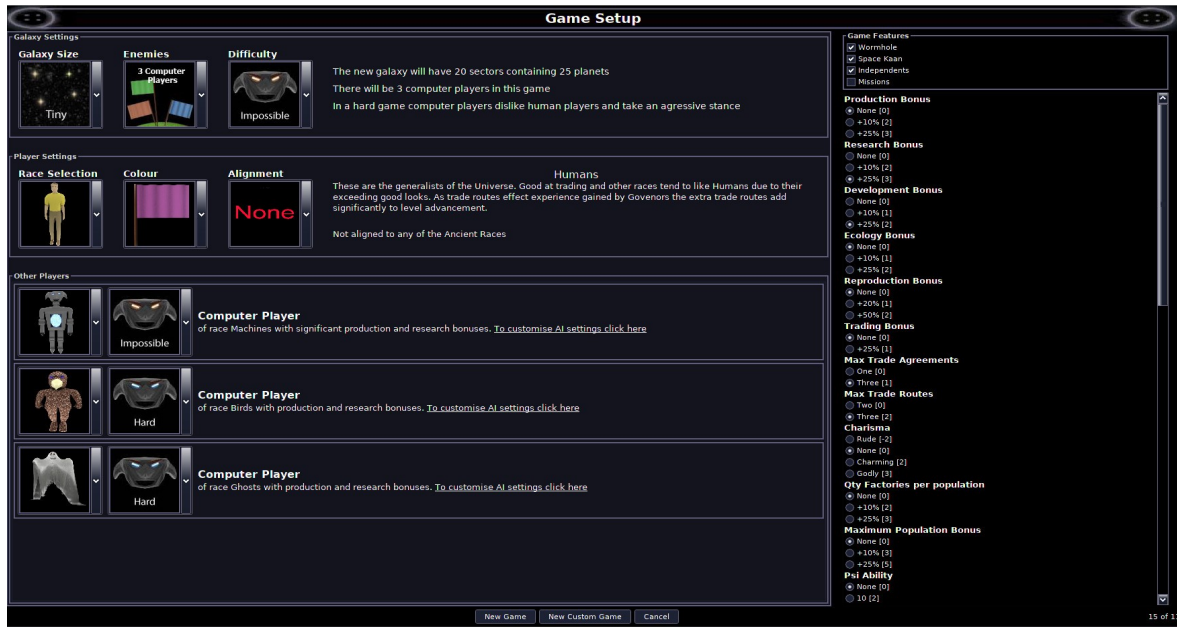 Game Setup
Galaxy Settings
Galaxy Size
Enemies
Difficulty
Tiny
3 Computer
Players
Impossible
The new galaxy will have 20 sectors containing 25 planets
There will be 3 computer players in this game
In a hard game computer players dislike human players and take an agressive stance
Player Settings
Race Selection
Colour
Alignment
None
Humans
These are the generalists of the Universe. Good at trading and other races tend to like Humans due to their
exceeding good looks. As trade routes effect experience gained by Govenors the extra trade routes add
significantly to level advancement.
Not aligned to any of the Ancient Races
Other Players
Impossible
Computer Player
of race Machines with significant production and research bonuses. To customise AI settings click here
Hard
Computer Player
of race Birds with production and research bonuses. To customise AI settings click here
Hard
Computer Player
of race Ghosts with production and research bonuses. To customise AI settings click here
Game Features
Wormhole
Space Kaan
Independents
Missions
Production Bonus
None [0]
+10% [2]
+25% [3]
Research Bonus
None [0]
+10% [2]
+25% [3]
Development Bonus
None [0]
+10% [1]
+25% [2]
Ecology Bonus
None [0]
+10% [1]
+25% [2]
Reproduction Bonus
None [0]
+20% [1]
+50% [2]
Trading Bonus
None [0]
+25% [1]
Max Trade Agreements
One [0]
Three [1]
Max Trade Routes
Two [0]
Three [2]
Charisma
Rude [-2]
None [0]
Charming [2]
Godly [3]
Qty Factories per population
None [0]
+10% [2]
+25% [3]
Maximum Population Bonus
None [0]
+10% [3]
+25% [5]
Psi Ability
None [0]
10 [2]
New Game
New Custom Game
Cancel
15 of